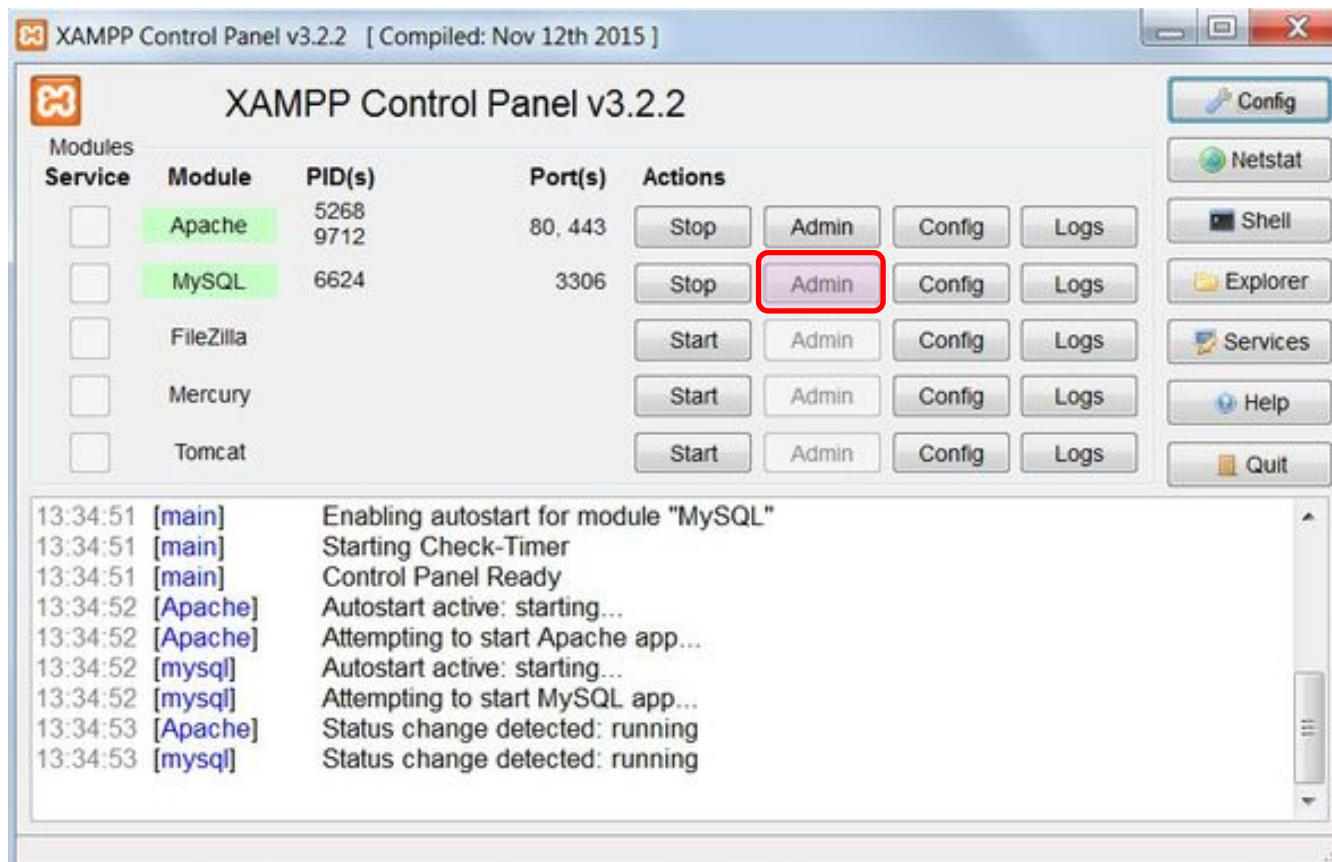 XAMPP Control Panel v3.2.2 [ Compiled: Nov 12th 2015 ]
XAMPP Control Panel v3.2.2
Config
Modules
Service Module PID(s) Port(s) Actions
Netstat
Apache 5268 9712 80, 443 Stop Admin Config Logs
Shell
MySQL 6624 3306 Stop Admin Config Logs
Explorer
FileZilla Start Admin Config Logs
Services
Mercury Start Admin Config Logs
Help
Tomcat Start Admin Config Logs
Quit
13:34:51 [main] Enabling autostart for module "MySQL"
13:34:51 [main] Starting Check-Timer
13:34:51 [main] Control Panel Ready
13:34:52 [Apache] Autostart active: starting...
13:34:52 [Apache] Attempting to start Apache app...
13:34:52 [mysql] Autostart active: starting...
13:34:52 [mysql] Attempting to start MySQL app...
13:34:53 [Apache] Status change detected: running
13:34:53 [mysql] Status change detected: running